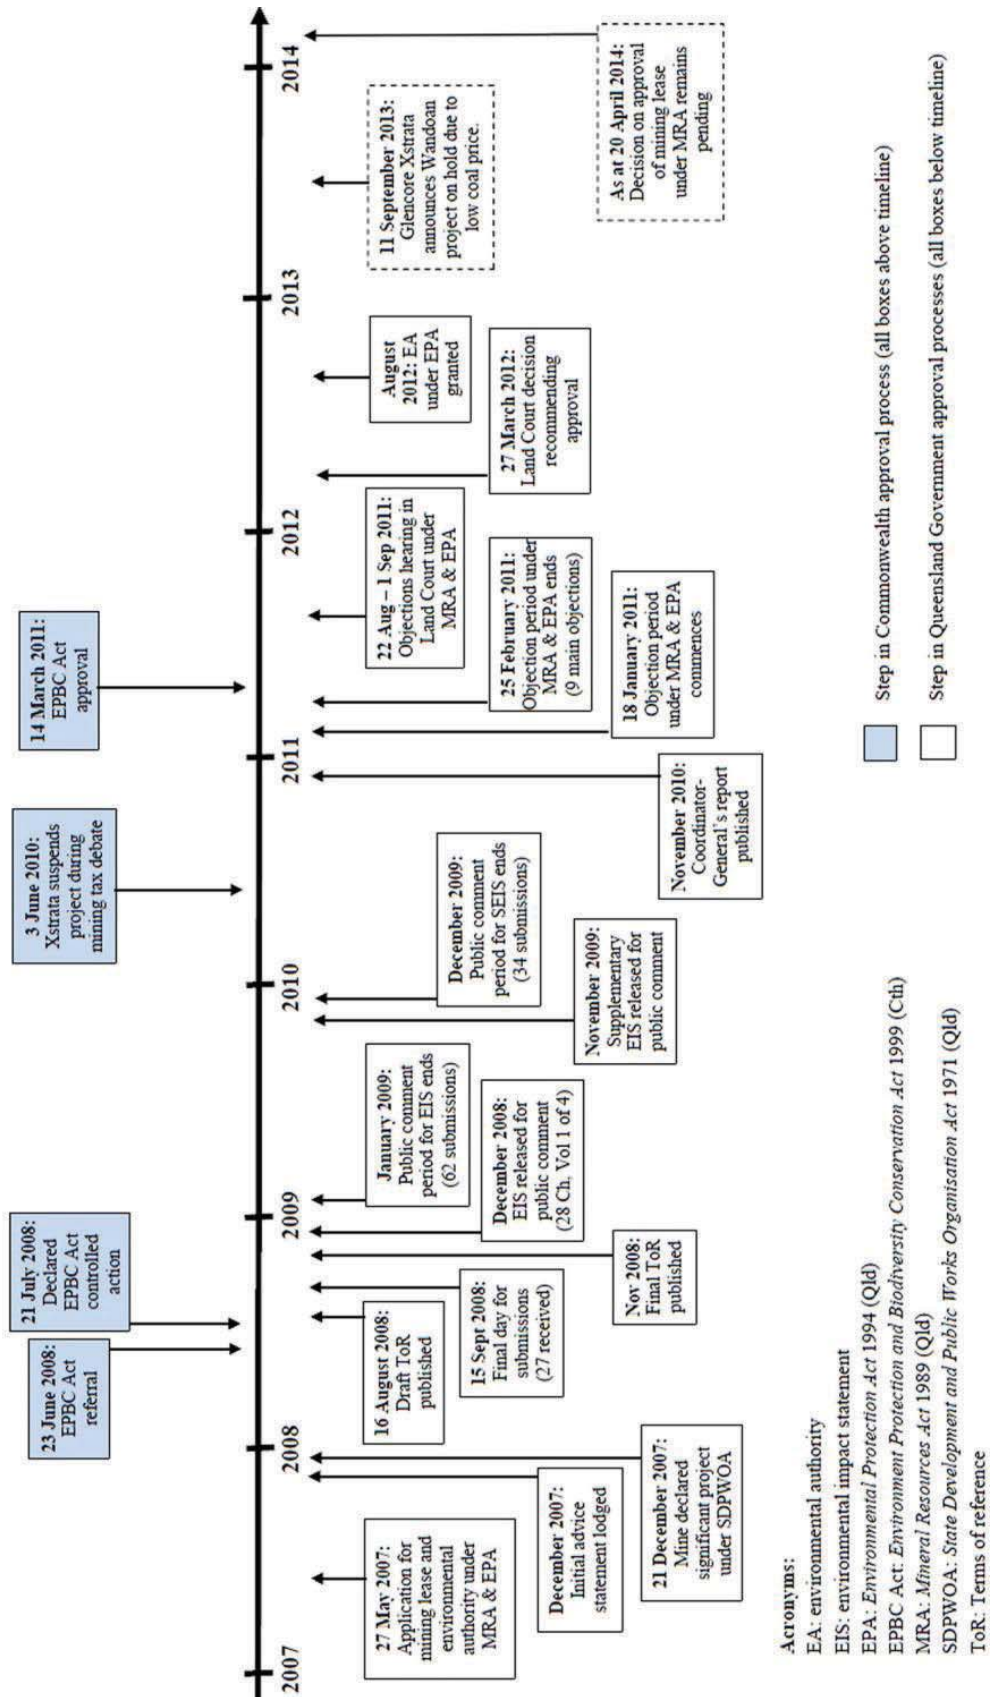 23 June 2008:
EPBC Act
referral
21 July 2008:
Declared
EPBC Act
controlled
action
3 June 2010:
Xstrata suspends
project during
mining tax debate
14 March 2011:
EPBC Act
approval
2007
2008
2009
2010
2011
2012
2013
2014
27 May 2007:
Application for
mining lease and
environmental
authority under
MRA & EPA
December 2007:
Initial advice
statement lodged
21 December 2007:
Mine declared
significant project
under SDPWOA
16 August 2008:
Draft ToR
published
15 Sept 2008:
Final day for
submissions
(27 received)
Nov 2008:
Final ToR
published
December 2008:
EIS released for
public comment
(28 Ch, Vol 1 of 4)
January 2009:
Public comment
period for EIS ends
(62 submissions)
November 2009:
Supplementary
EIS released for
public comment
December 2009:
Public comment
period for SEIS ends
(34 submissions)
November 2010:
Coordinator-
General's report
published
18 January 2011:
Objection period
under MRA & EPA
commences
25 February 2011:
Objection period under
MRA & EPA ends
(9 main objections)
22 Aug – 1 Sep 2011:
Objections hearing in
Land Court under
MRA & EPA
27 March 2012:
Land Court decision
recommending
approval
August
2012: EA
under EPA
granted
11 September 2013:
Glencore Xstrata
announces Wandoan
project on hold due to
low coal price.
As at 20 April 2014:
Decision on approval
of mining lease
under MRA remains
pending
Acronyms:
EA: environmental authority
EIS: environmental impact statement
EPA: Environmental Protection Act 1994 (Qld)
EPBC Act: Environment Protection and Biodiversity Conservation Act 1999 (Cth)
MRA: Mineral Resources Act 1989 (Qld)
SDPWOA: State Development and Public Works Organisation Act 1971 (Qld)
ToR: Terms of reference
Step in Commonwealth approval process (all boxes above timeline)
Step in Queensland Government approval processes (all boxes below timeline)